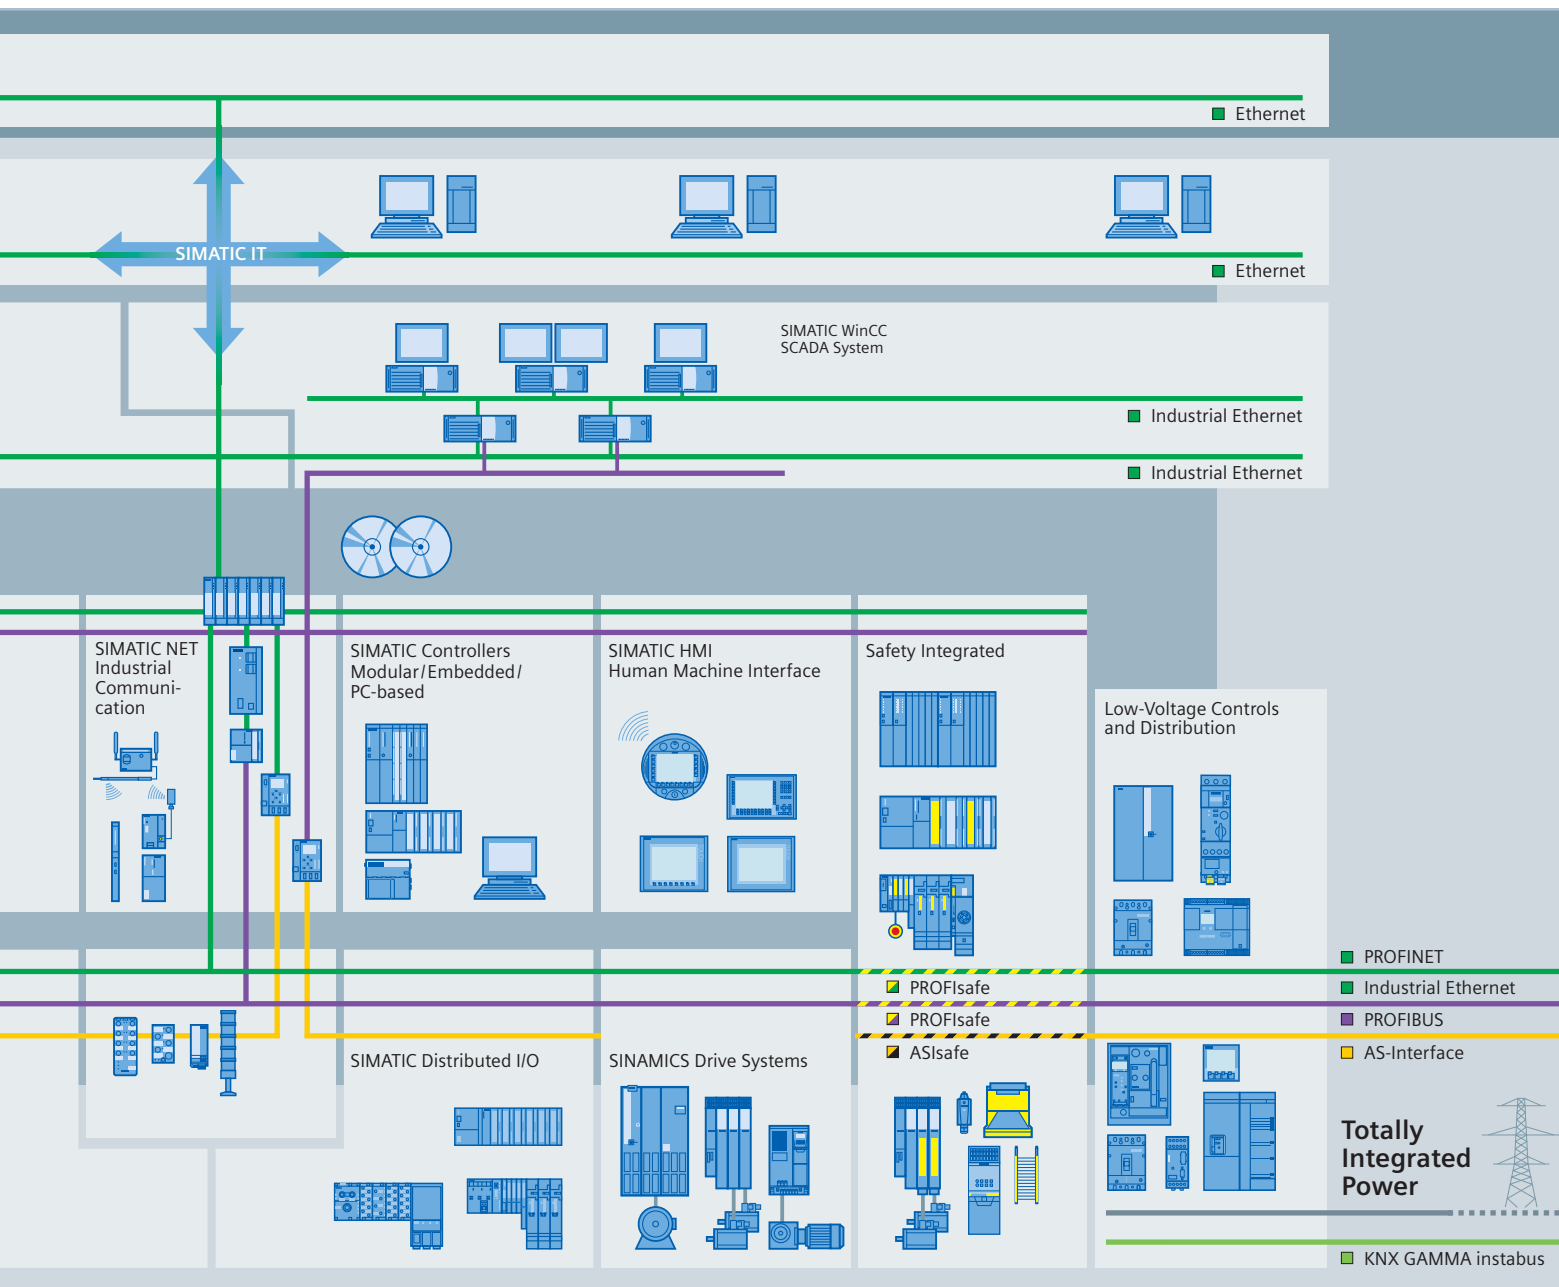 Ethernet
SIMATIC IT
Ethernet
SIMATIC WinCC
SCADA System
Industrial Ethernet
Industrial Ethernet
SIMATIC NET
Industrial
Communi-
cation
SIMATIC Controllers
Modular/Embedded/
PC-based
SIMATIC HMI
Human Machine Interface
Safety Integrated
Low-Voltage Controls
and Distribution
PROFINET
PROFIsafe
Industrial Ethernet
PROFIsafe
PROFIBUS
ASIsafe
AS-Interface
SIMATIC Distributed I/O
SINAMICS Drive Systems
Totally
Integrated
Power
KNX GAMMA instabus